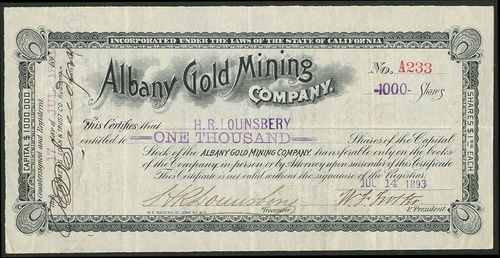 INCORPORATED UNDER THE LAWS OF THE STATE OF CALIFORNIA
Albany Gold Mining
COMPANY.
No. A233
-1000- Shares
This Certifies that H.R. LOUNSBERY
entitled to ONE THOUSAND Shares of the Capital
Stock of the ALBANY GOLD MINING COMPANY, transferable only on the books
of the Company, in person or by Attorney upon surrender of this Certificate
This Certificate is not valid without the signature of the Registrar.
JUL 14 1893
H R Lounsbery
Treasurer
V. President
CAPITAL $1,000,000
Countersigned and Registered,
SHARES $1 EACH